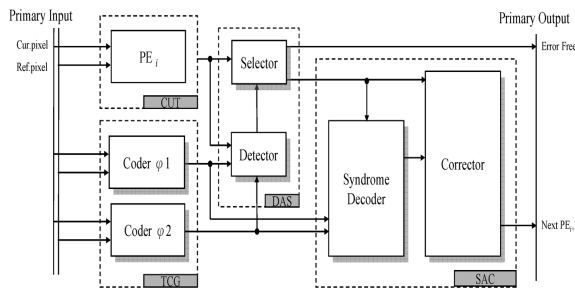 Primary Input
Primary Output
Cur.pixel
Ref.pixel
PE i
CUT
Selector
Error Free
Coder φ 1
Detector
DAS
Syndrome
Decoder
Corrector
Coder φ 2
Next PEi+
TCG
SAC